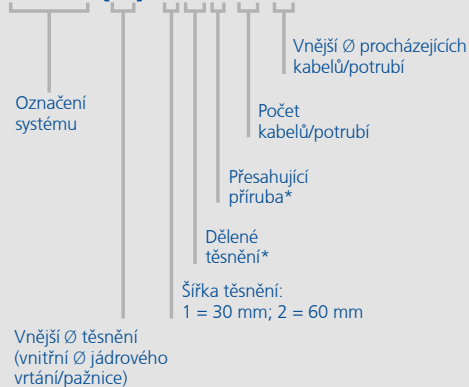 Vnější Ø procházejících
kabelů/potrubí
Označení
systému
Počet
kabelů/potrubí
Přesahující
příruba*
Dělené
těsnění*
Šířka těsnění:
1 = 30 mm; 2 = 60 mm
Vnější Ø těsnění
(vnitřní Ø jádrového
vrtání/pažnice)